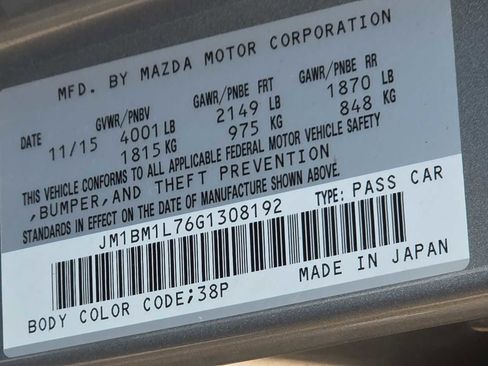 MFD. BY MAZDA MOTOR CORPORATION
DATE GVWR/PNBV GAWR/PNBE FRT GAWR/PNBE RR
11/15 4001 LB 2149 LB 1870 LB
1815 KG 975 KG 848 KG
THIS VEHICLE CONFORMS TO ALL APPLICABLE FEDERAL MOTOR VEHICLE SAFETY
,BUMPER,AND THEFT PREVENTION
STANDARDS IN EFFECT ON THE DATE OF MANUFACTURE SHOWN ABOVE.
JM1BM1L76G1308192 TYPE: PASS CAR
BODY COLOR CODE;38P MADE IN JAPAN